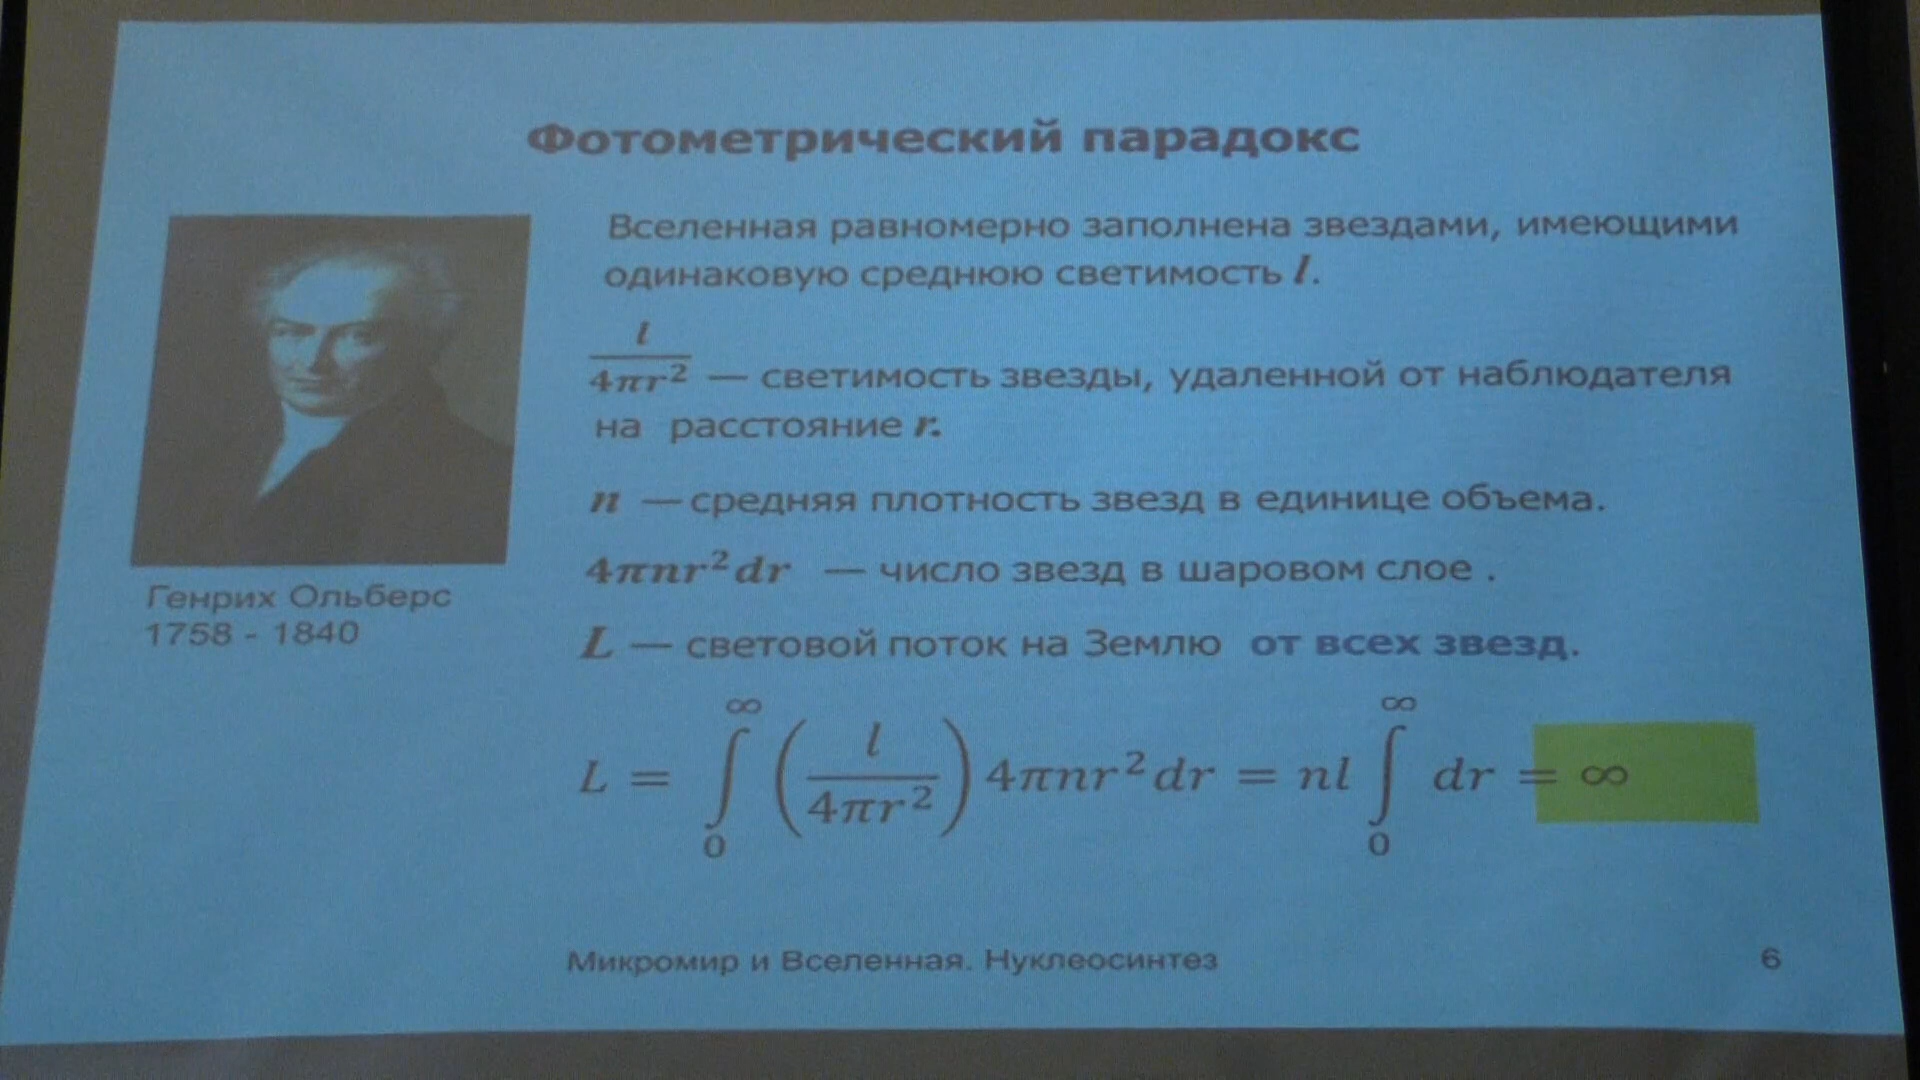 Фотометрический парадокс
Вселенная равномерно заполнена звездами, имеющими
одинаковую среднюю светимость l.
l
4πr² — светимость звезды, удаленной от наблюдателя
на расстояние r.
n — средняя плотность звезд в единице объема.
4πnr²dr — число звезд в шаровом слое .
L — световой поток на Землю от всех звезд.
L = ∫₀^∞ (l / 4πr²) 4πnr²dr = nl ∫₀^∞ dr = ∞
Генрих Ольберс
1758 - 1840
Микромир и Вселенная. Нуклеосинтез
6